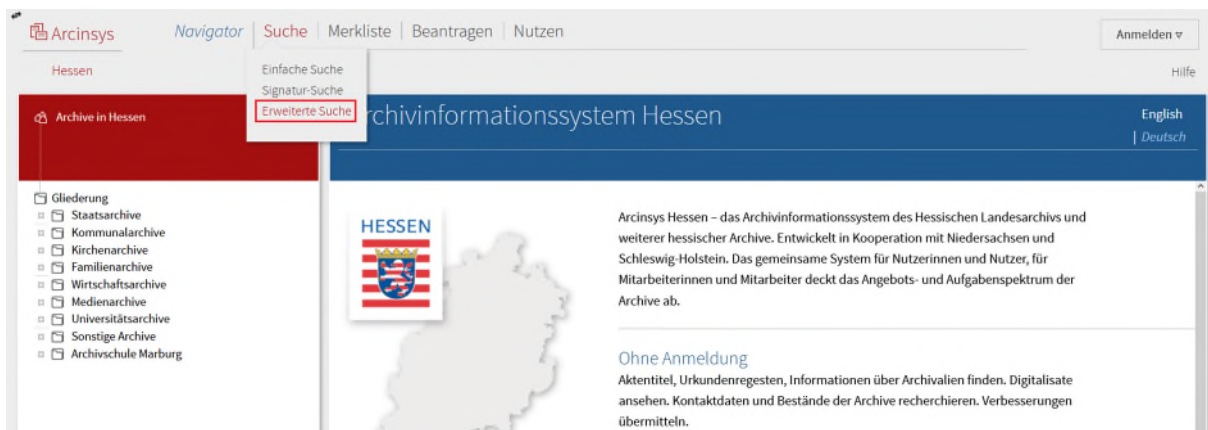 Arcinsys Navigator | Suche | Merkliste | Beantragen | Nutzen Anmelden ▿
Hessen Hilfe
Einfache Suche
Signatur-Suche
Erweiterte Suche
Archive in Hessen
rchivinformationssystem Hessen
English
| Deutsch
Gliederung
Staatsarchive
Kommunalarchive
Kirchenarchive
Familienarchive
Wirtschaftsarchive
Medienarchive
Universitätsarchive
Sonstige Archive
Archivschule Marburg
HESSEN
Arcinsys Hessen – das Archivinformationssystem des Hessischen Landesarchivs und
weiterer hessischer Archive. Entwickelt in Kooperation mit Niedersachsen und
Schleswig-Holstein. Das gemeinsame System für Nutzerinnen und Nutzer, für
Mitarbeiterinnen und Mitarbeiter deckt das Angebots- und Aufgabenspektrum der
Archive ab.
Ohne Anmeldung
Aktentitel, Urkundenregesten, Informationen über Archivalien finden. Digitalisate
ansehen. Kontaktdaten und Bestände der Archive recherchieren. Verbesserungen
übermitteln.